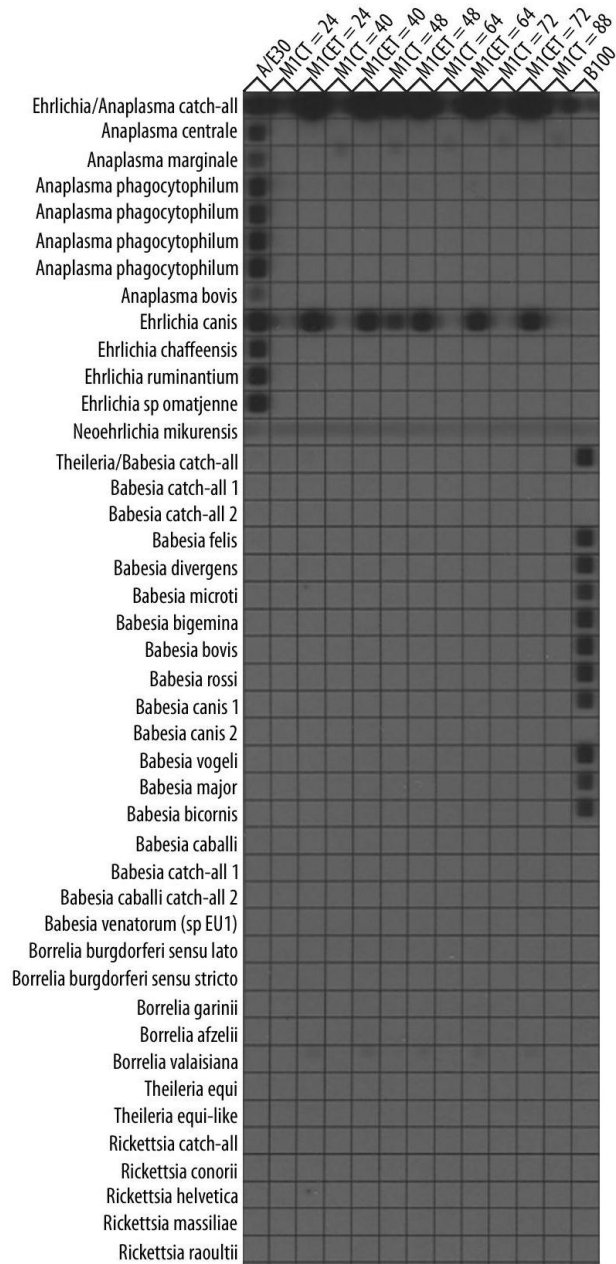 A/E30
M1CT = 24
M1CET = 24
M1CT = 40
M1CET = 40
M1CT = 48
M1CET = 48
M1CT = 64
M1CET = 64
M1CT = 72
M1CET = 72
M1CT = 88
B100
Ehrlichia/Anaplasma catch-all
Anaplasma centrale
Anaplasma marginale
Anaplasma phagocytophilum
Anaplasma phagocytophilum
Anaplasma phagocytophilum
Anaplasma phagocytophilum
Anaplasma bovis
Ehrlichia canis
Ehrlichia chaffeensis
Ehrlichia ruminantium
Ehrlichia sp omatjenne
Neoehrlichia mikurensis
Theileria/Babesia catch-all
Babesia catch-all 1
Babesia catch-all 2
Babesia felis
Babesia divergens
Babesia microti
Babesia bigemina
Babesia bovis
Babesia rossi
Babesia canis 1
Babesia canis 2
Babesia vogeli
Babesia major
Babesia bicornis
Babesia caballi
Babesia catch-all 1
Babesia caballi catch-all 2
Babesia venatorum (sp EU1)
Borrelia burgdorferi sensu lato
Borrelia burgdorferi sensu stricto
Borrelia garinii
Borrelia afzelii
Borrelia valaisiana
Theileria equi
Theileria equi-like
Rickettsia catch-all
Rickettsia conorii
Rickettsia helvetica
Rickettsia massiliae
Rickettsia raoultii